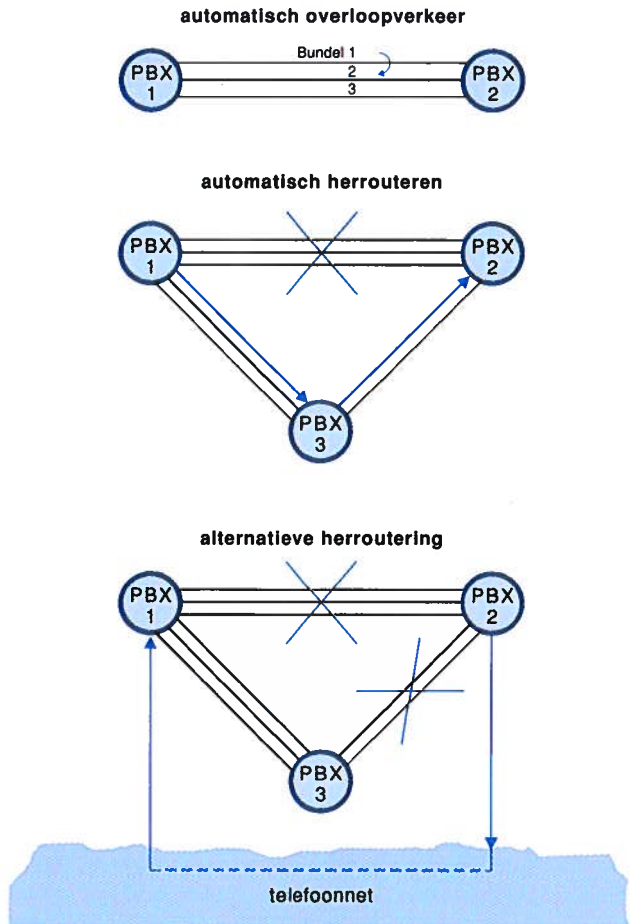 automatisch overloopverkeer
Bundel 1
PBX
1
2
3
PBX
2
automatisch herrouteren
PBX
1
PBX
2
PBX
3
alternatieve herroutering
PBX
1
PBX
2
PBX
3
telefoonnet